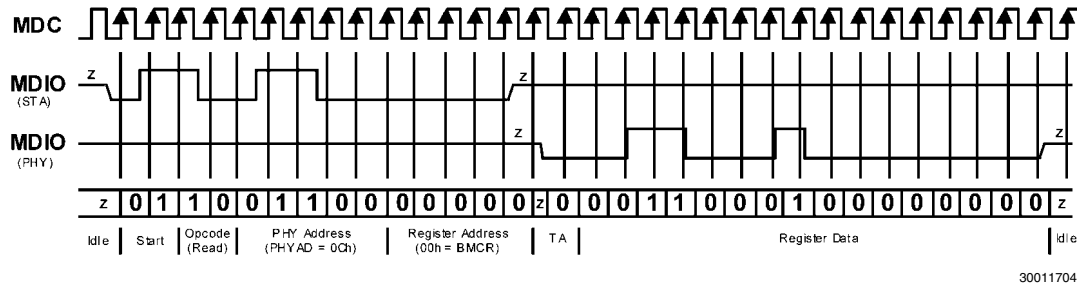 MDC
MDIO
(STA)
z
z
MDIO
(PHY)
z
z
z 0 1 1 0 0 1 1 0 0 0 0 0 0 0 z 0 0 0 1 1 0 0 0 1 0 0 0 0 0 0 0 0 z
Idle Start Opcode PHY Address Register Address TA Register Data Idle
(Read) (PHYAD = 0Ch) (00h = BMCR)
30011704